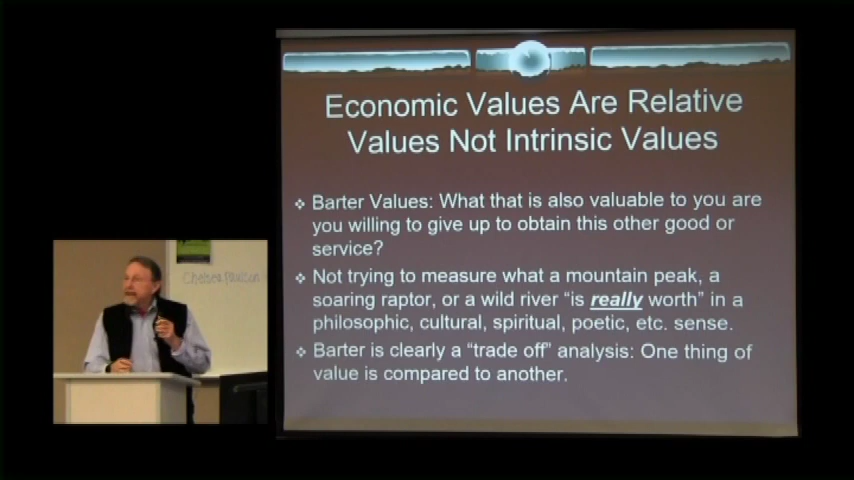 Economic Values Are Relative
Values Not Intrinsic Values
❖ Barter Values: What that is also valuable to you are
you willing to give up to obtain this other good or
service?
❖ Not trying to measure what a mountain peak, a
soaring raptor, or a wild river “is really worth” in a
philosophic, cultural, spiritual, poetic, etc. sense.
❖ Barter is clearly a “trade off” analysis: One thing of
value is compared to another.
Chelsea